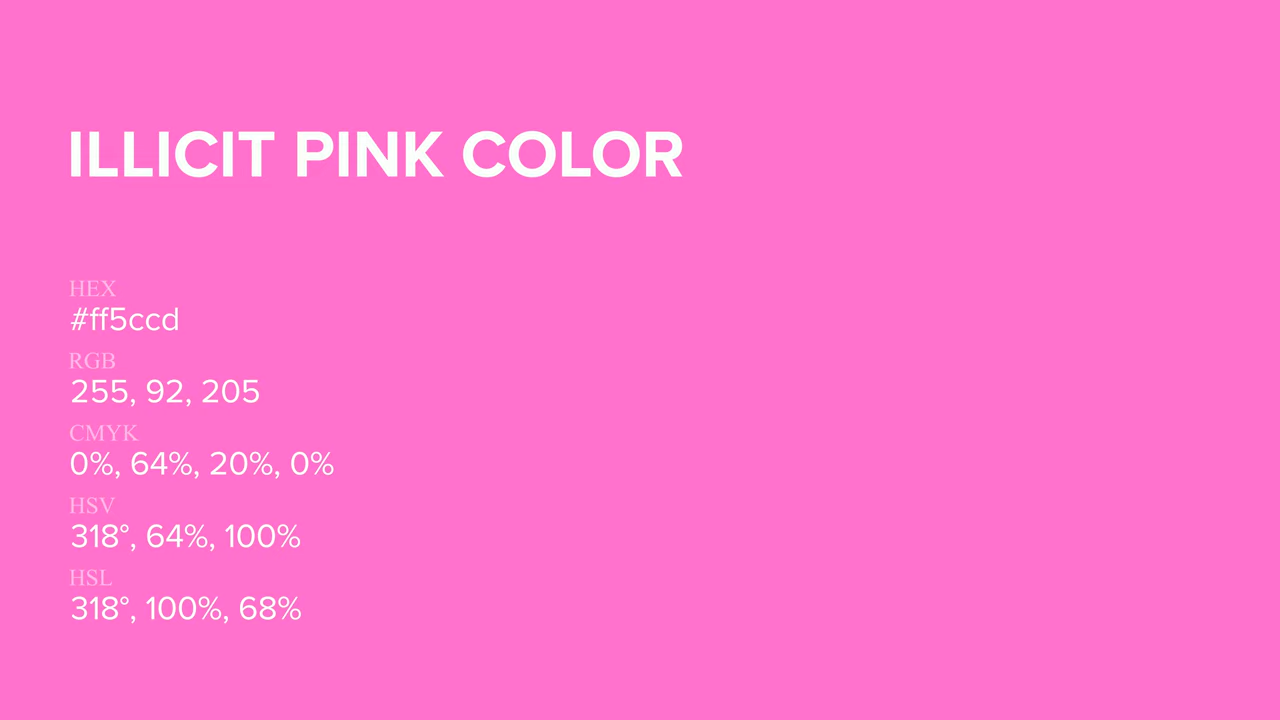 ILLICIT PINK COLOR
HEX
#ff5ccd
RGB
255, 92, 205
CMYK
0%, 64%, 20%, 0%
HSV
318°, 64%, 100%
HSL
318°, 100%, 68%